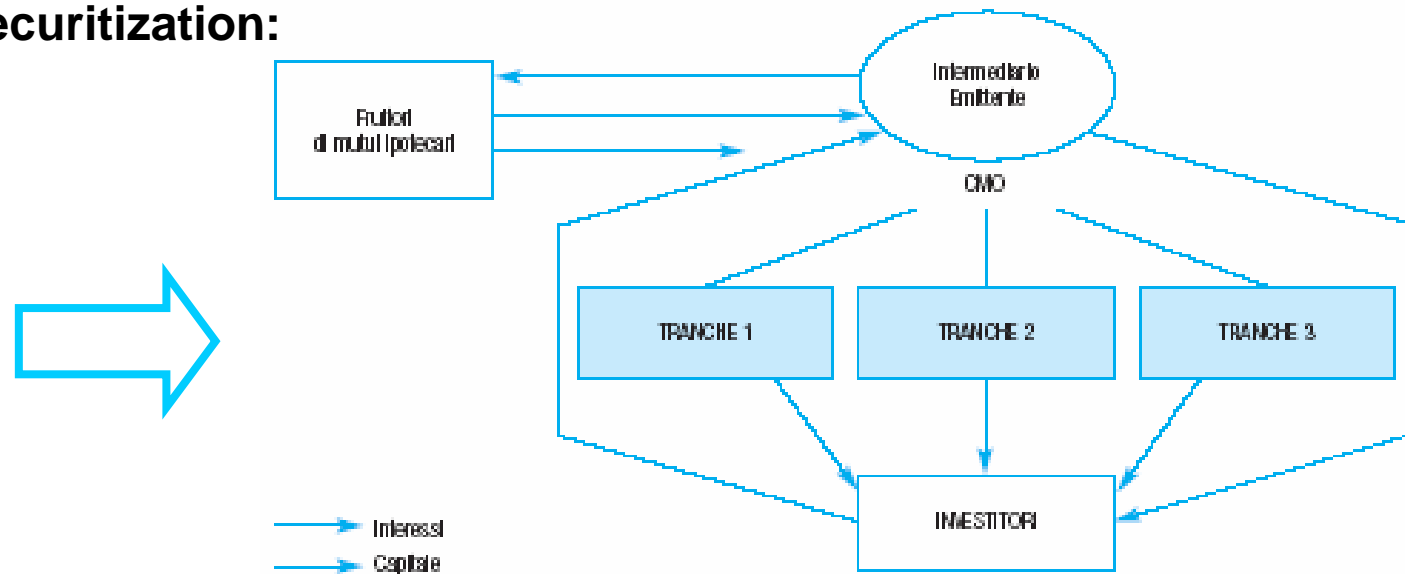 ecuritization:
Intermediario
Emittente
Fruitori
di mutui ipotecari
CMO
TRANCHE 1
TRANCHE 2
TRANCHE 3
INVESTITORI
Interessi
Capitale